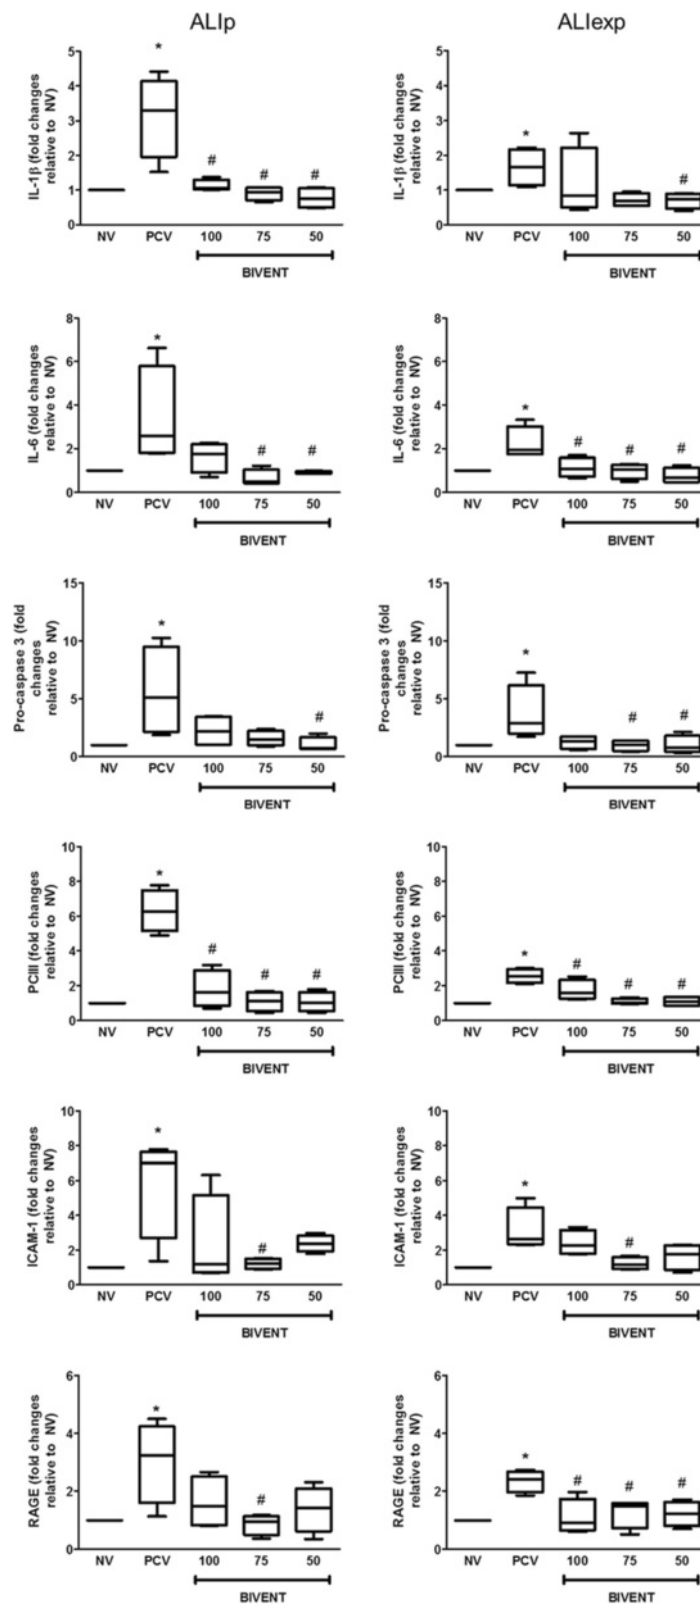 ALIp ALIexp
IL-1β (fold changes
relative to NV)
5
4
3
2
1
0
*
#
#
#
NV PCV 100 75 50
BIVENT
IL-1β (fold changes
relative to NV)
5
4
3
2
1
0
*
#
NV PCV 100 75 50
BIVENT
IL-6 (fold changes
relative to NV)
8
6
4
2
0
*
#
#
NV PCV 100 75 50
BIVENT
IL-6 (fold changes
relative to NV)
8
6
4
2
0
*
#
#
#
NV PCV 100 75 50
BIVENT
Pro-caspase 3 (fold
changes
relative to NV)
15
10
5
0
*
#
NV PCV 100 75 50
BIVENT
Pro-caspase 3 (fold
changes
relative to NV)
15
10
5
0
*
#
#
NV PCV 100 75 50
BIVENT
PCIII (fold changes
relative to NV)
10
8
6
4
2
0
*
#
#
#
NV PCV 100 75 50
BIVENT
PCIII (fold changes
relative to NV)
10
8
6
4
2
0
*
#
#
#
NV PCV 100 75 50
BIVENT
ICAM-1 (fold changes
relative to NV)
10
8
6
4
2
0
*
#
NV PCV 100 75 50
BIVENT
ICAM-1 (fold changes
relative to NV)
10
8
6
4
2
0
*
#
NV PCV 100 75 50
BIVENT
RAGE (fold changes
relative to NV)
6
4
2
0
*
#
NV PCV 100 75 50
BIVENT
RAGE (fold changes
relative to NV)
6
4
2
0
*
#
#
#
NV PCV 100 75 50
BIVENT